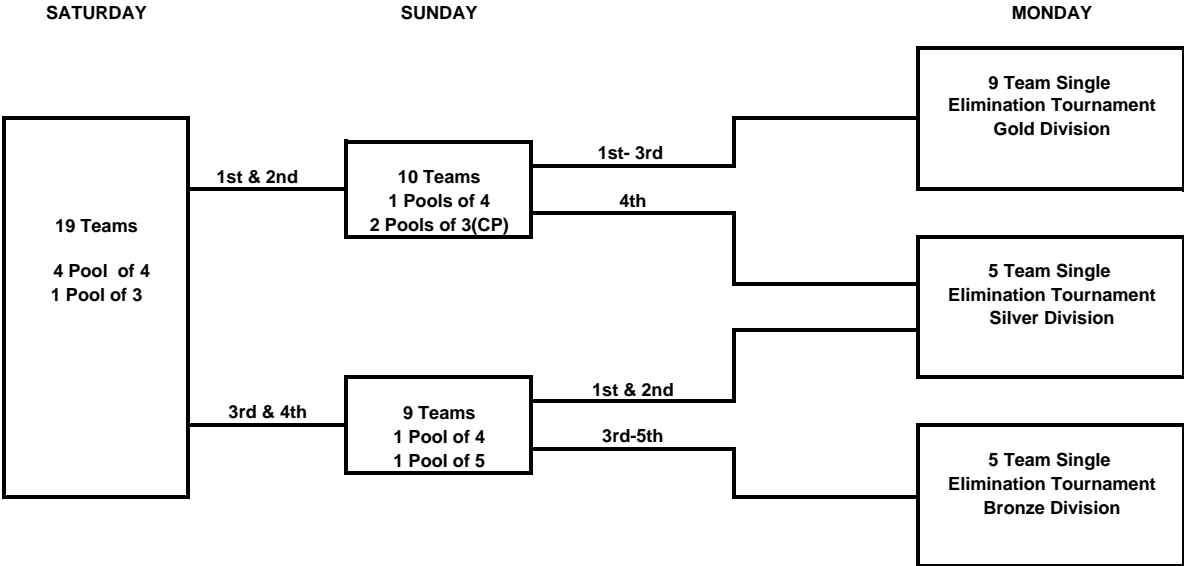 SATURDAY
SUNDAY
MONDAY
19 Teams
4 Pool of 4
1 Pool of 3
1st & 2nd
3rd & 4th
10 Teams
1 Pools of 4
2 Pools of 3(CP)
9 Teams
1 Pool of 4
1 Pool of 5
1st- 3rd
4th
1st & 2nd
3rd-5th
9 Team Single
Elimination Tournament
Gold Division
5 Team Single
Elimination Tournament
Silver Division
5 Team Single
Elimination Tournament
Bronze Division